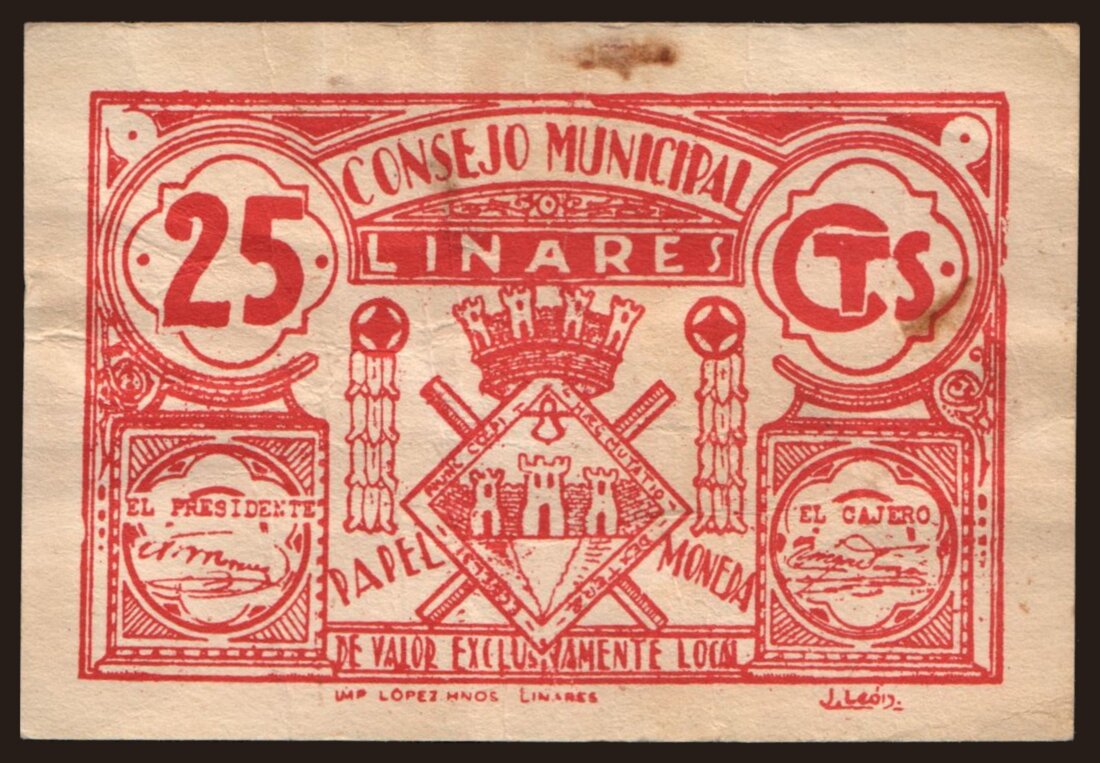 CONSEJO MUNICIPAL
LINARES
25
CTS
EL PRESIDENTE
EL CAJERO
PAPEL MONEDA
DE VALOR EXCLUSIVAMENTE LOCAL
IMP LÓPEZ HNOS LINARES
J. León.